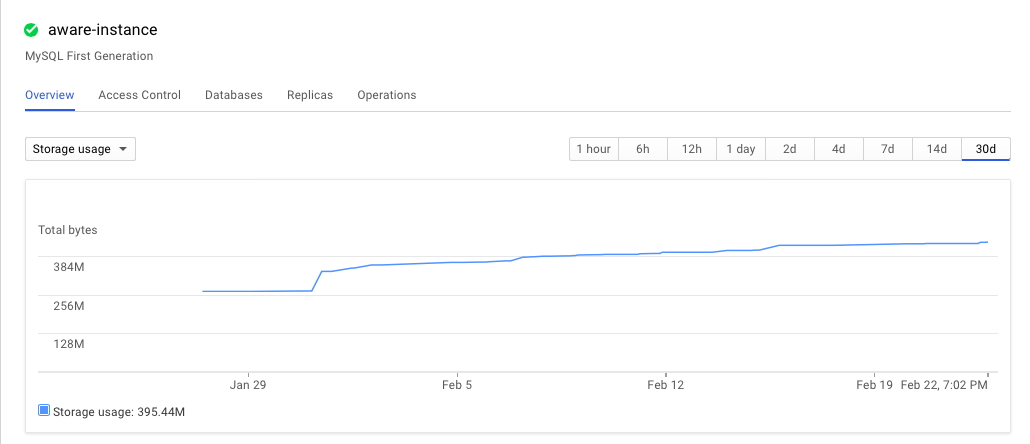 aware-instance
MySQL First Generation
Overview Access Control Databases Replicas Operations
Storage usage 1 hour 6h 12h 1 day 2d 4d 7d 14d 30d
Total bytes
384M
256M
128M
Jan 29 Feb 5 Feb 12 Feb 19 Feb 22, 7:02 PM
Storage usage: 395.44M